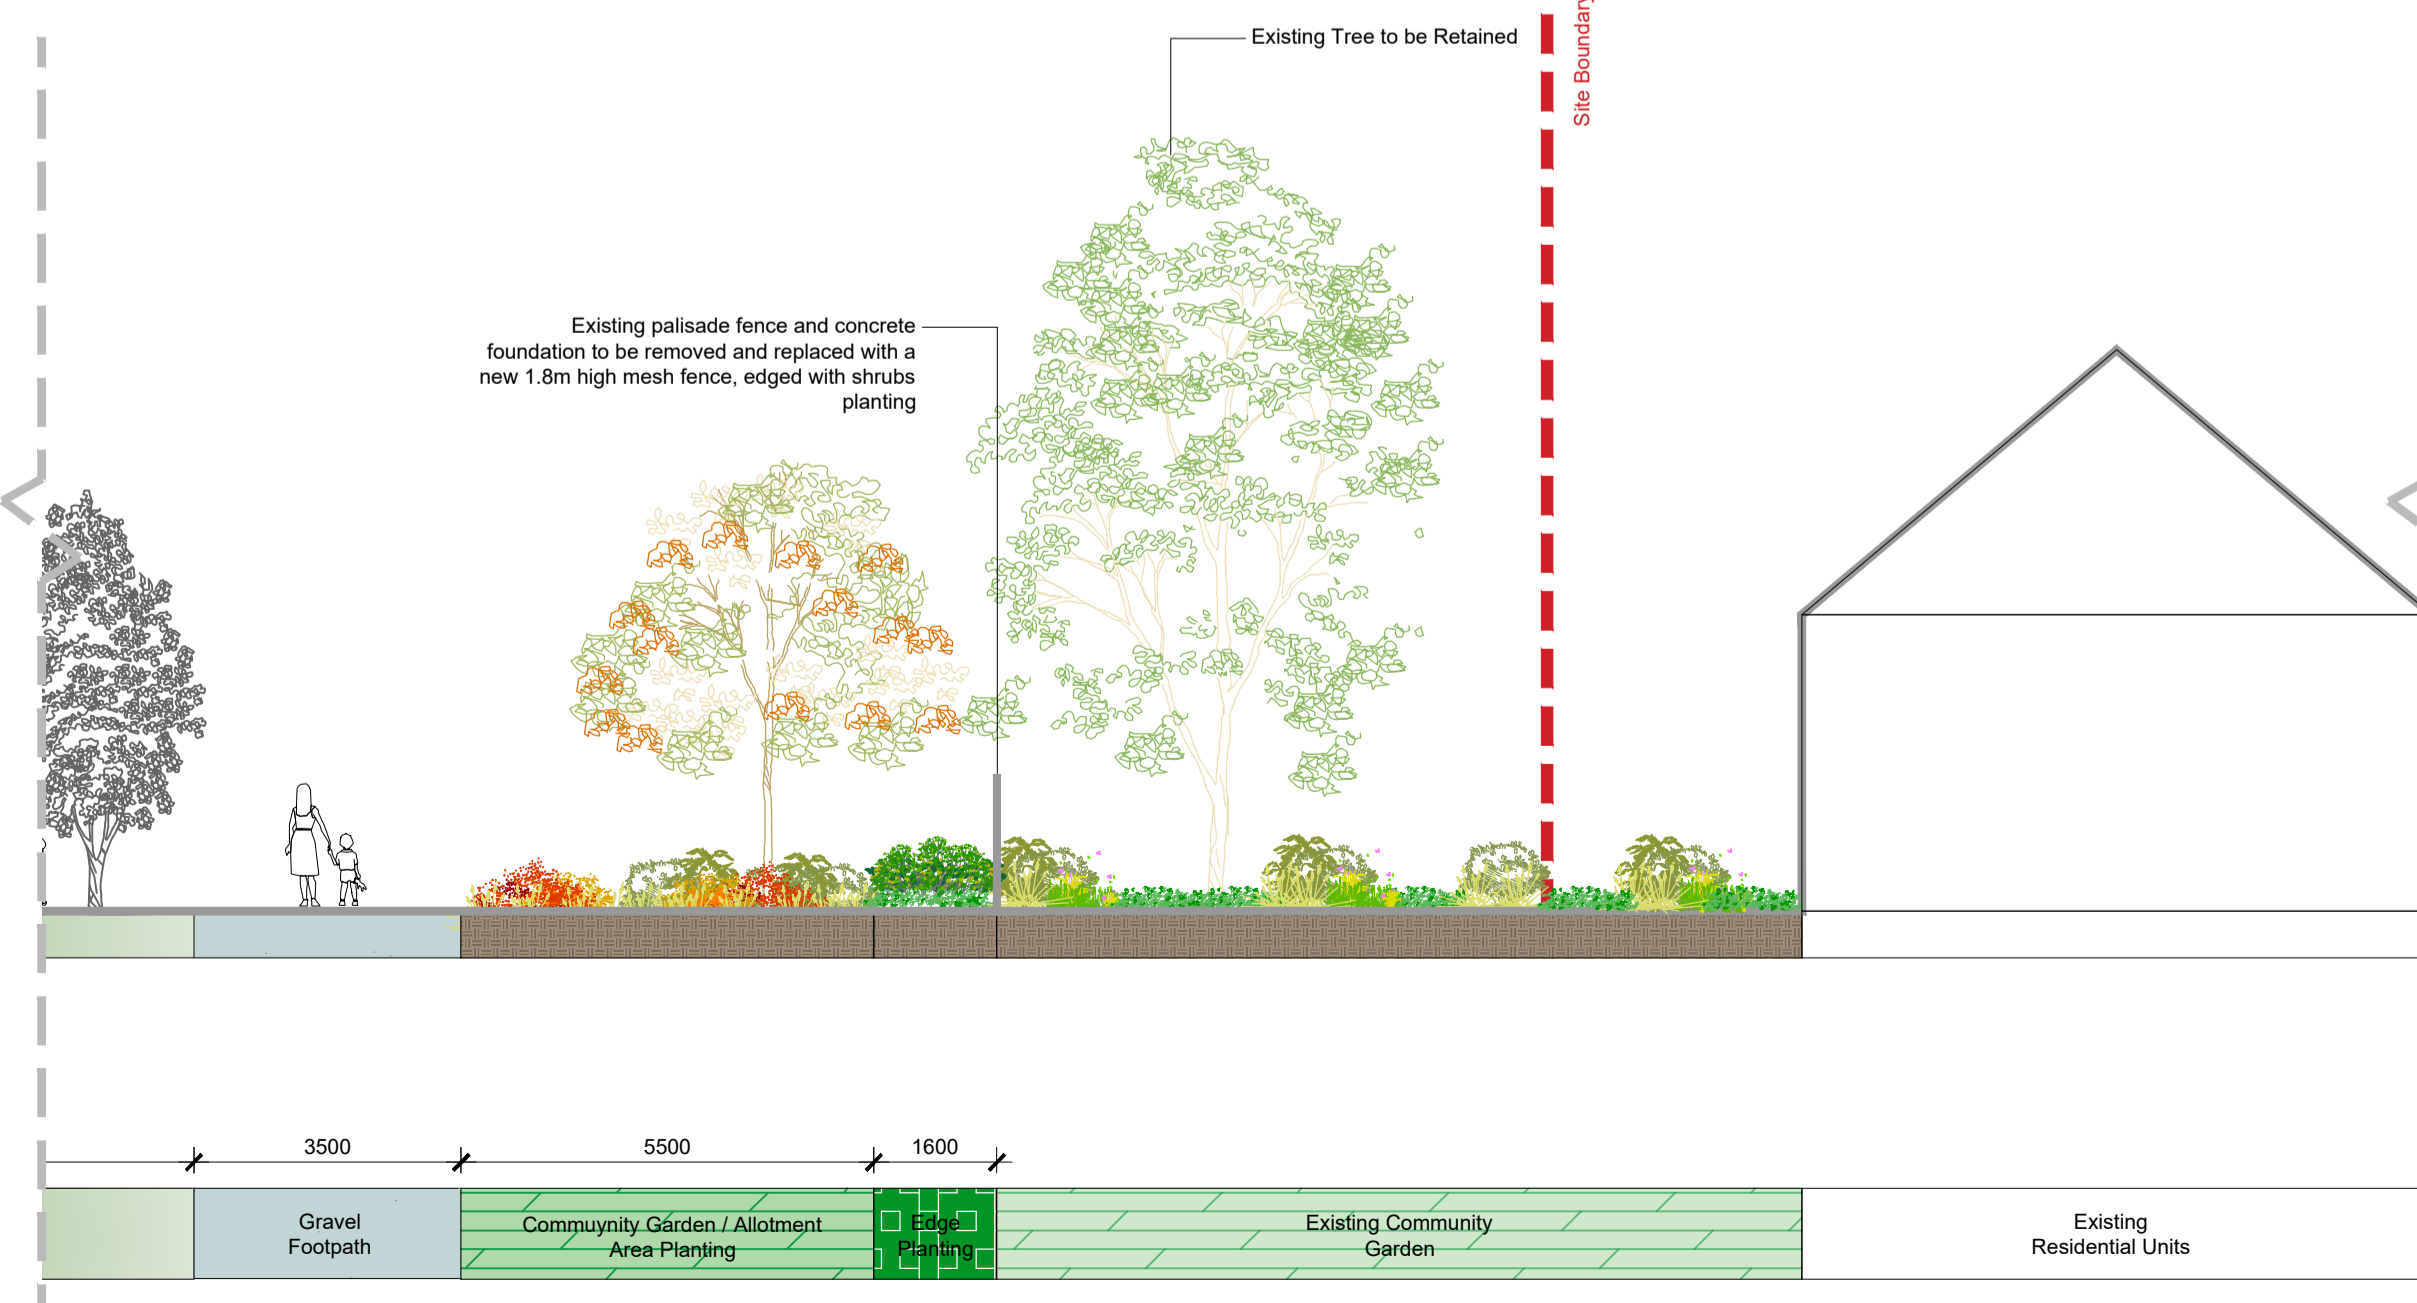 Existing Tree to be Retained
Site Boundary
Existing palisade fence and concrete
foundation to be removed and replaced with a
new 1.8m high mesh fence, edged with shrubs
planting
3500
5500
1600
Gravel
Footpath
Commuynity Garden / Allotment
Area Planting
Edge
Planting
Existing Community
Garden
Existing
Residential Units